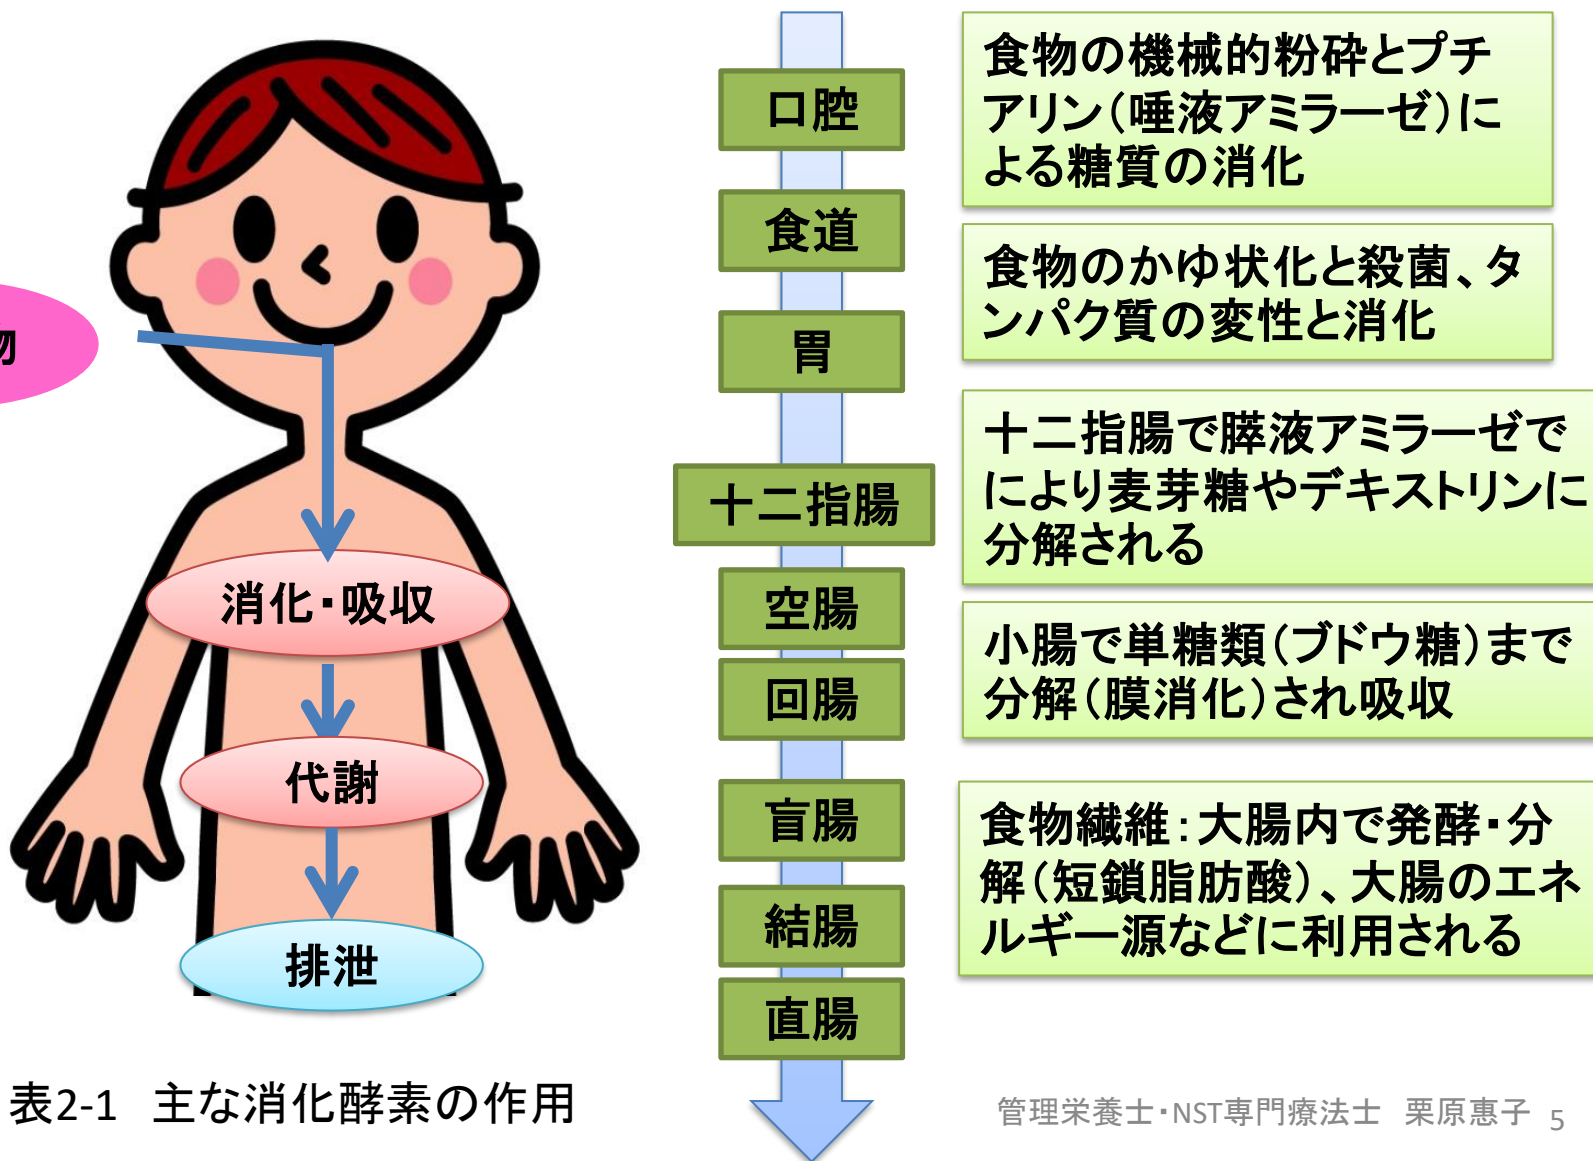 物
消化・吸収
代謝
排泄
表2-1 主な消化酵素の作用
口腔
食道
胃
十二指腸
空腸
回腸
盲腸
結腸
直腸
食物の機械的粉砕とプチ
アリン（唾液アミラーゼ）に
よる糖質の消化
食物のかゆ状化と殺菌、タ
ンパク質の変性と消化
十二指腸で膵液アミラーゼで
により麦芽糖やデキストリンに
分解される
小腸で単糖類（ブドウ糖）まで
分解（膜消化）され吸収
食物繊維：大腸内で発酵・分
解（短鎖脂肪酸）、大腸のエネ
ルギー源などに利用される
管理栄養士・NST専門療法士 栗原惠子 5